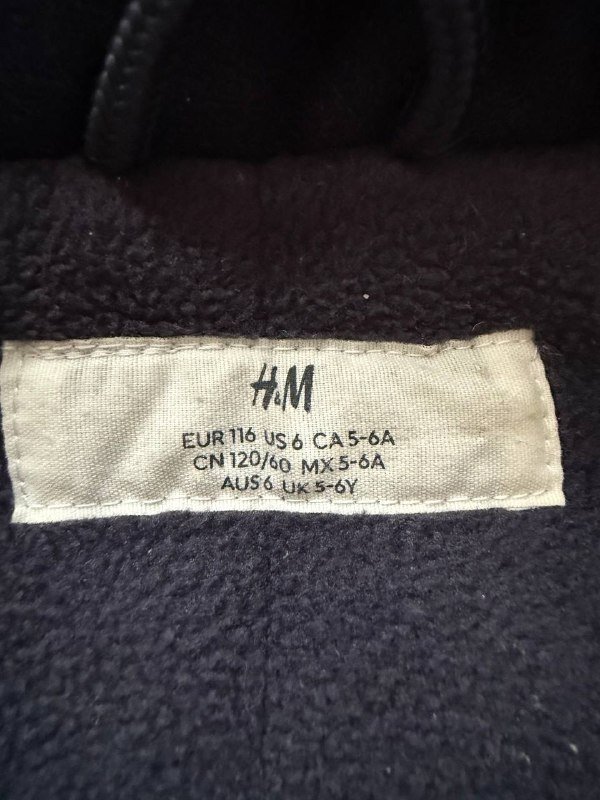 H&M
EUR 116 US 6 CA 5-6A
CN 120/60 MX 5-6A
AUS 6 UK 5-6Y